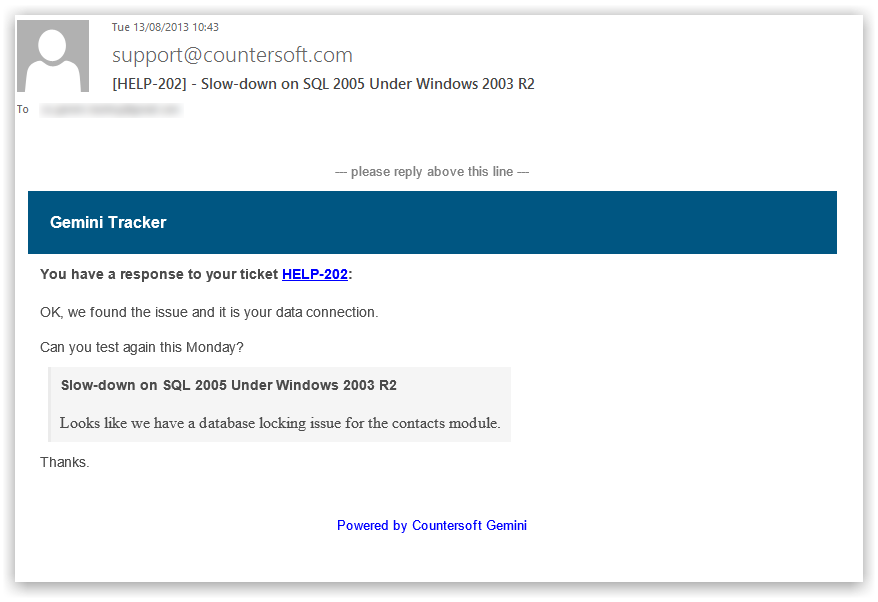 Tue 13/08/2013 10:43
support@countersoft.com
[HELP-202] - Slow-down on SQL 2005 Under Windows 2003 R2
To
--- please reply above this line ---
Gemini Tracker
You have a response to your ticket HELP-202:
OK, we found the issue and it is your data connection.
Can you test again this Monday?
Slow-down on SQL 2005 Under Windows 2003 R2
Looks like we have a database locking issue for the contacts module.
Thanks.
Powered by Countersoft Gemini